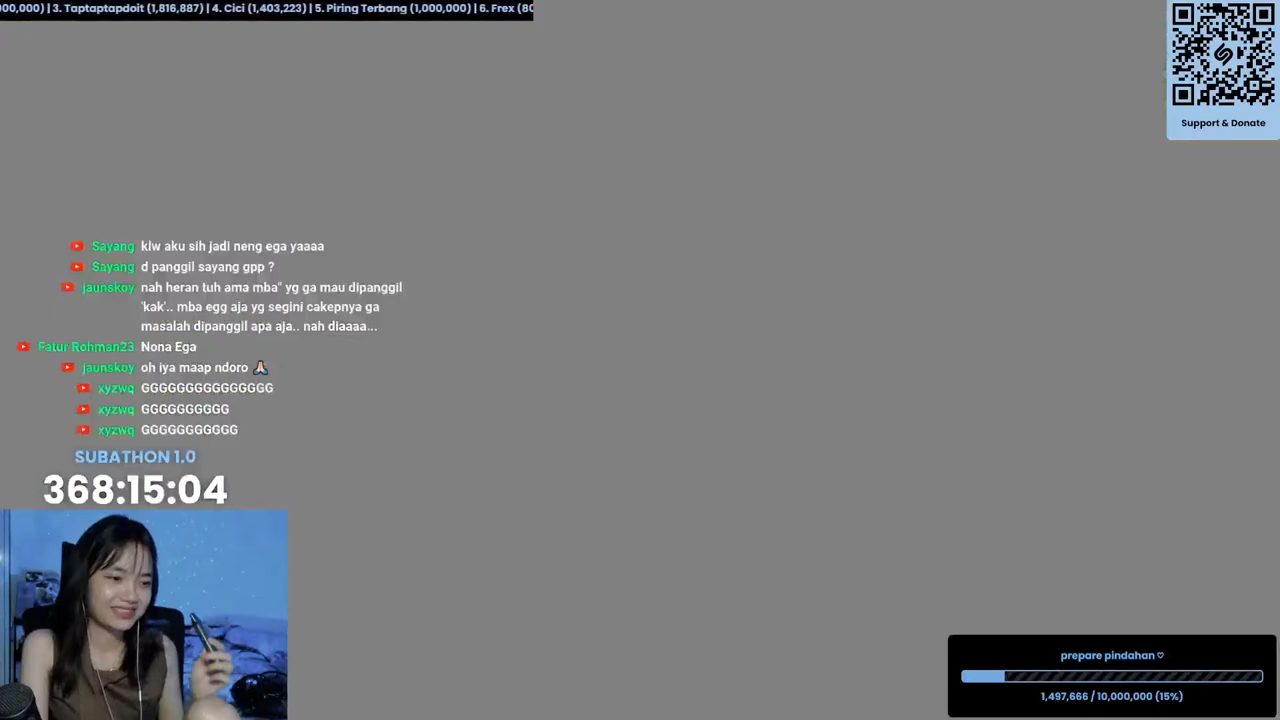 00,000) | 3. Taptaptapdoit (1,816,887) | 4. Cici (1,403,223) | 5. Piring Terbang (1,000,000) | 6. Frex (80
Support & Donate
Sayang klw aku sih jadi neng ega yaaaa
Sayang d panggil sayang gpp ?
jaunskoy nah heran tuh ama mba" yg ga mau dipanggil
'kak'.. mba egg aja yg segini cakepnya ga
masalah dipanggil apa aja.. nah diaaaa...
Fatur Rohman23 Nona Ega
jaunskoy oh iya maap ndoro 🙏🏻
xyzwq GGGGGGGGGGGGGGG
xyzwq GGGGGGGGGG
xyzwq GGGGGGGGGGG
SUBATHON 1.0
368:15:04
prepare pindahan ♡
1,497,666 / 10,000,000 (15%)